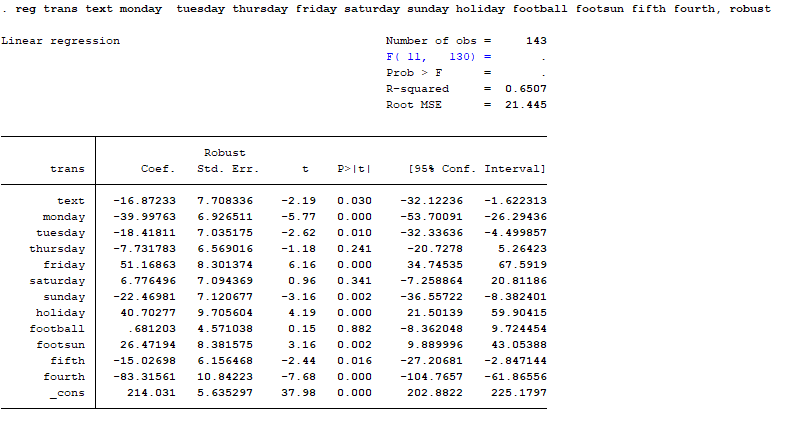 . reg trans text monday  tuesday thursday friday saturday sunday holiday football footsun fifth fourth, robust
Linear regression Number of obs = 143
F( 11, 130) = .
Prob > F = .
R-squared = 0.6507
Root MSE = 21.445
Robust
trans Coef. Std. Err. t P>|t| [95% Conf. Interval]
text -16.87233 7.708336 -2.19 0.030 -32.12236 -1.622313
monday -39.99763 6.926511 -5.77 0.000 -53.70091 -26.29436
tuesday -18.41811 7.035175 -2.62 0.010 -32.33636 -4.499857
thursday -7.731783 6.569016 -1.18 0.241 -20.7278 5.26423
friday 51.16863 8.301374 6.16 0.000 34.74535 67.5919
saturday 6.776496 7.094369 0.96 0.341 -7.258864 20.81186
sunday -22.46981 7.120677 -3.16 0.002 -36.55722 -8.382401
holiday 40.70277 9.705604 4.19 0.000 21.50139 59.90415
football .681203 4.571038 0.15 0.882 -8.362048 9.724454
footsun 26.47194 8.381575 3.16 0.002 9.889996 43.05388
fifth -15.02698 6.156468 -2.44 0.016 -27.20681 -2.847144
fourth -83.31561 10.84223 -7.68 0.000 -104.7657 -61.86556
_cons 214.031 5.635297 37.98 0.000 202.8822 225.1797